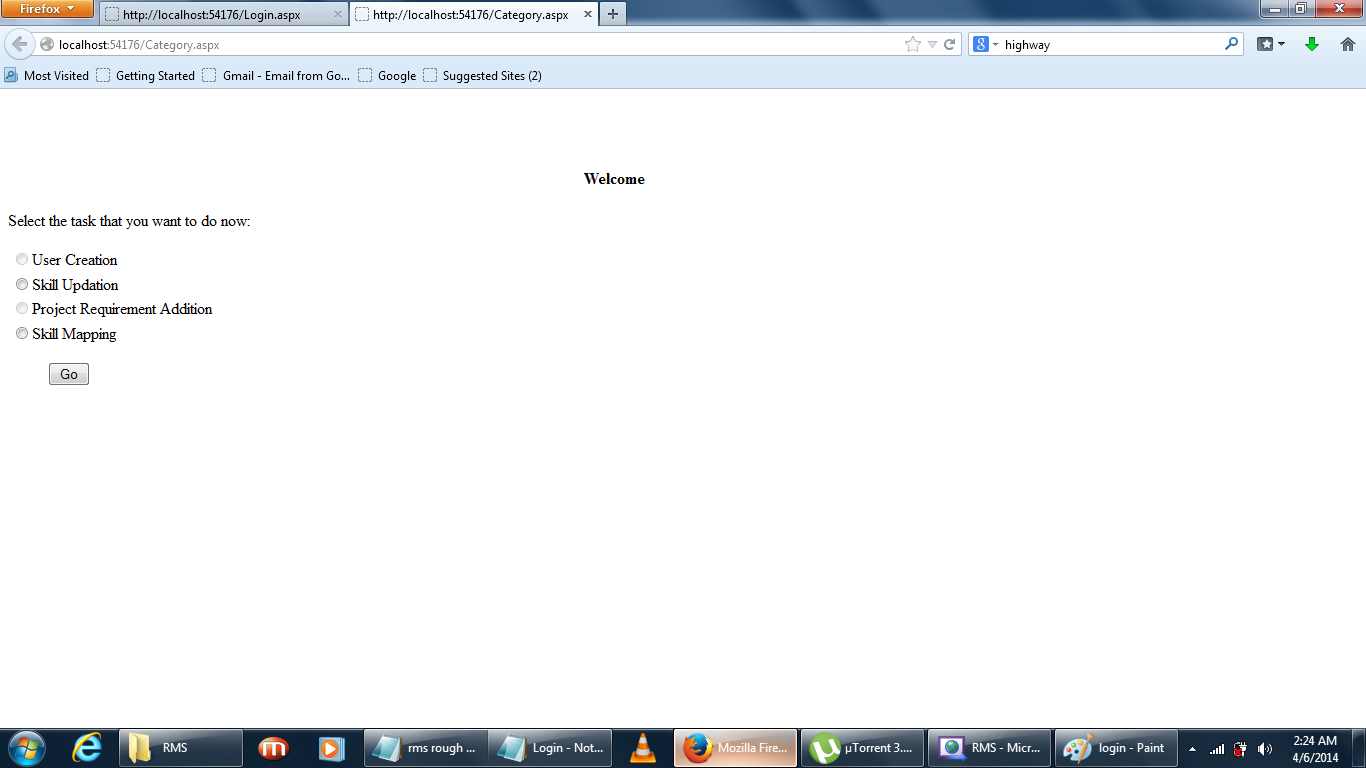 Firefox
http://localhost:54176/Login.aspx
http://localhost:54176/Category.aspx
localhost:54176/Category.aspx
highway
Most Visited Getting Started Gmail - Email from Go... Google Suggested Sites (2)
Welcome
Select the task that you want to do now:
User Creation
Skill Updation
Project Requirement Addition
Skill Mapping
Go
RMS
rms rough ...
Login - Not...
Mozilla Fire...
µTorrent 3....
RMS - Micr...
login - Paint
2:24 AM
4/6/2014